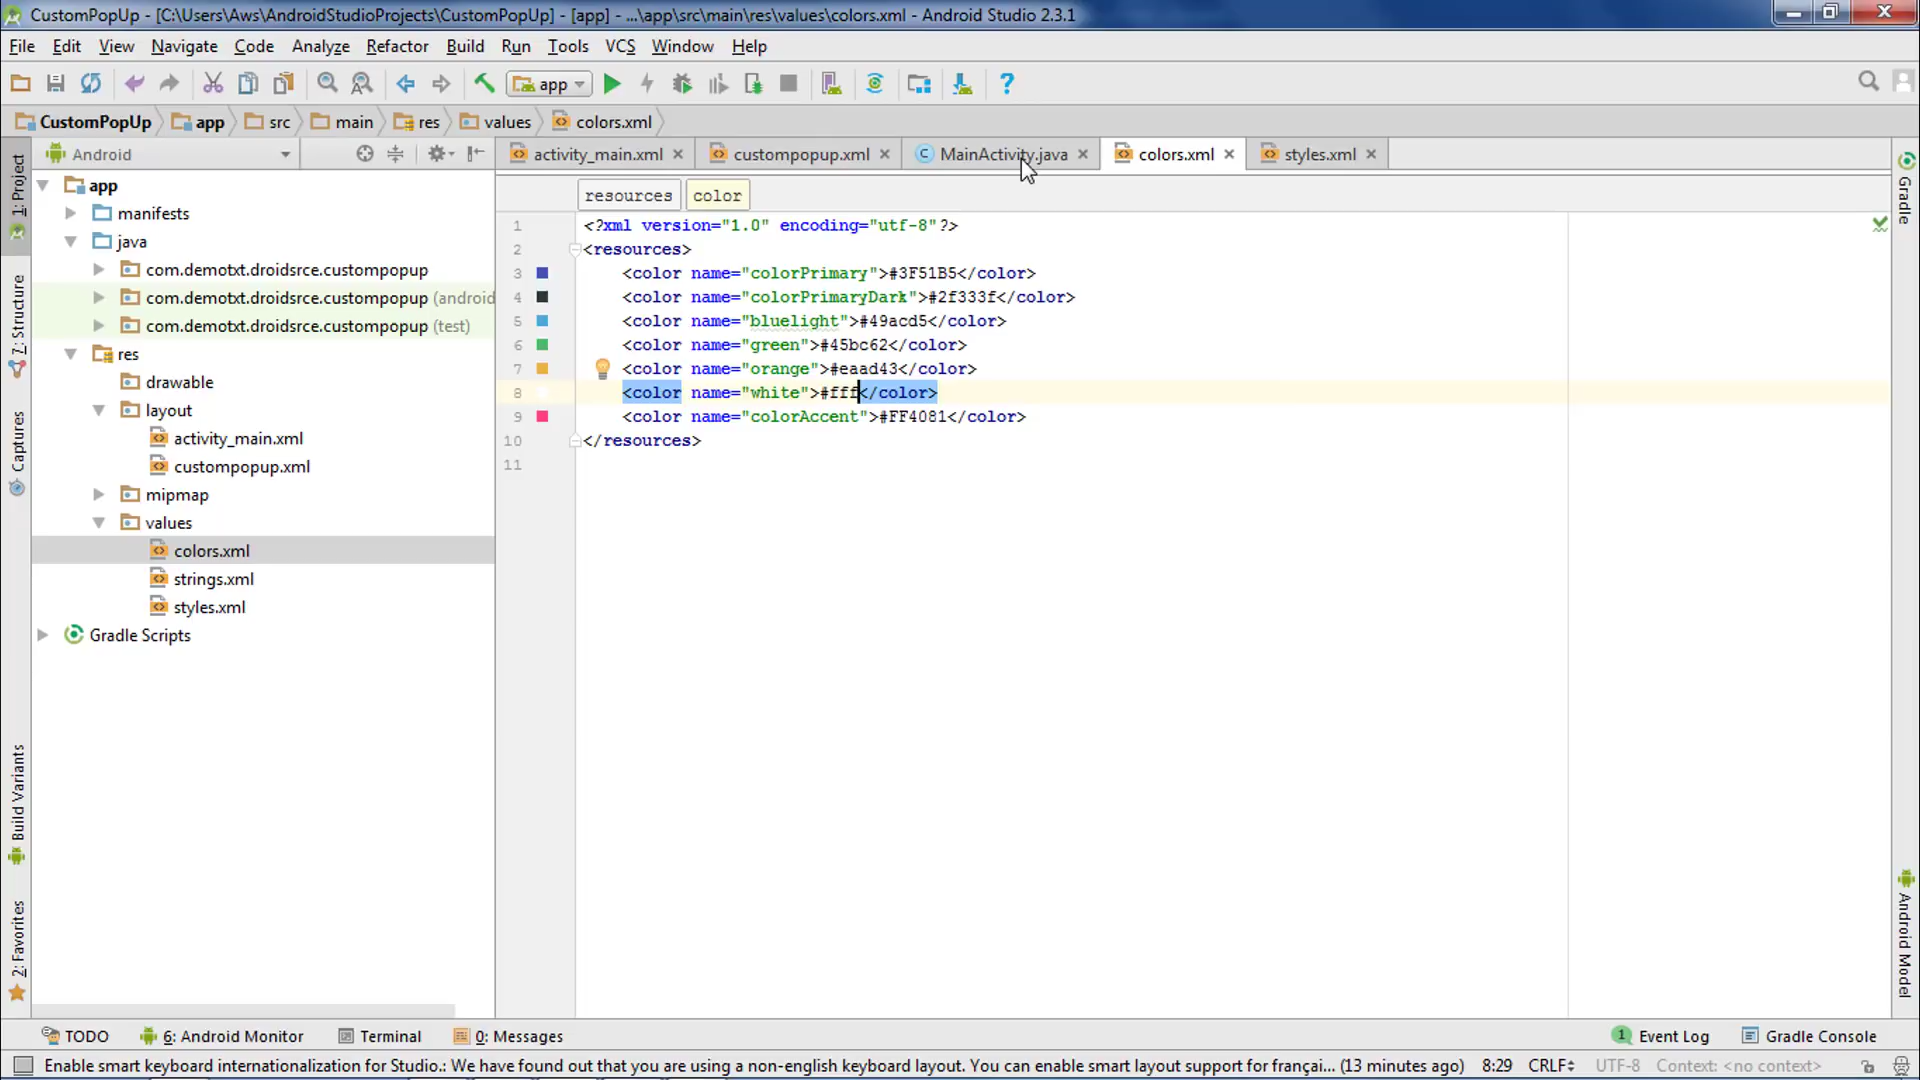 CustomPopUp - [C:\Users\Aws\AndroidStudioProjects\CustomPopUp] - [app] - ...\app\src\main\res\values\colors.xml - Android Studio 2.3.1
File Edit View Navigate Code Analyze Refactor Build Run Tools VCS Window Help
app
CustomPopUp app src main res values colors.xml
Android
activity_main.xml custompopup.xml MainActivity.java colors.xml styles.xml
resources color
1 <?xml version="1.0" encoding="utf-8"?>
2 <resources>
3 <color name="colorPrimary">#3F51B5</color>
4 <color name="colorPrimaryDark">#2f333f</color>
5 <color name="bluelight">#49acd5</color>
6 <color name="green">#45bc62</color>
7 <color name="orange">#eaad43</color>
8 <color name="white">#fff</color>
9 <color name="colorAccent">#FF4081</color>
10 </resources>
11
app
manifests
java
com.demotxt.droidsrce.custompopup
com.demotxt.droidsrce.custompopup (android
com.demotxt.droidsrce.custompopup (test)
res
drawable
layout
activity_main.xml
custompopup.xml
mipmap
values
colors.xml
strings.xml
styles.xml
Gradle Scripts
1: Project
7: Structure
Captures
Build Variants
2: Favorites
Gradle
Android Model
TODO 6: Android Monitor Terminal 0: Messages 1 Event Log Gradle Console
Enable smart keyboard internationalization for Studio.: We have found out that you are using a non-english keyboard layout. You can enable smart layout support for françai... (13 minutes ago) 8:29 CRLF UTF-8 Context: <no context>